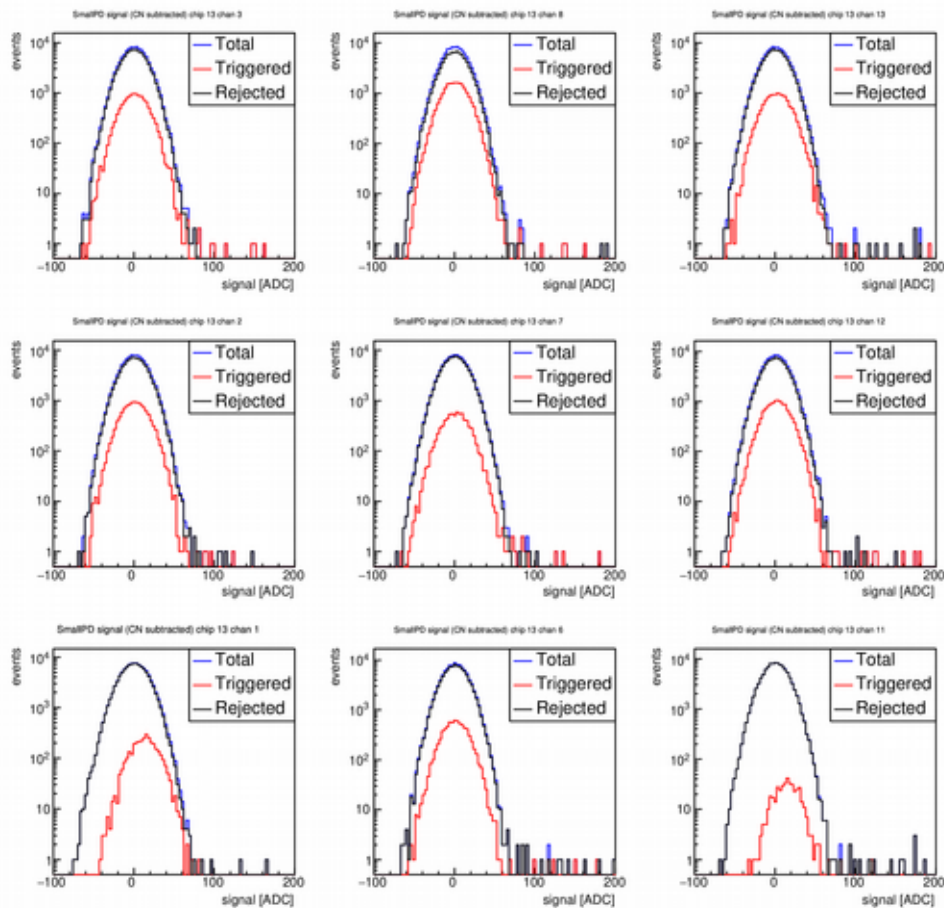 SmallPD signal (CN subtracted) chip 13 chan 3
events
10⁴
10³
10²
10
1
Total
Triggered
Rejected
−100 0 100 200
signal [ADC]
SmallPD signal (CN subtracted) chip 13 chan 8
events
10⁴
10³
10²
10
1
Total
Triggered
Rejected
−100 0 100 200
signal [ADC]
SmallPD signal (CN subtracted) chip 13 chan 13
events
10⁴
10³
10²
10
1
Total
Triggered
Rejected
−100 0 100 200
signal [ADC]
SmallPD signal (CN subtracted) chip 13 chan 2
events
10⁴
10³
10²
10
1
Total
Triggered
Rejected
−100 0 100 200
signal [ADC]
SmallPD signal (CN subtracted) chip 13 chan 7
events
10⁴
10³
10²
10
1
Total
Triggered
Rejected
−100 0 100 200
signal [ADC]
SmallPD signal (CN subtracted) chip 13 chan 12
events
10⁴
10³
10²
10
1
Total
Triggered
Rejected
−100 0 100 200
signal [ADC]
SmallPD signal (CN subtracted) chip 13 chan 1
events
10⁴
10³
10²
10
1
Total
Triggered
Rejected
−100 0 100 200
signal [ADC]
SmallPD signal (CN subtracted) chip 13 chan 6
events
10⁴
10³
10²
10
1
Total
Triggered
Rejected
−100 0 100 200
signal [ADC]
SmallPD signal (CN subtracted) chip 13 chan 11
events
10⁴
10³
10²
10
1
Total
Triggered
Rejected
−100 0 100 200
signal [ADC]